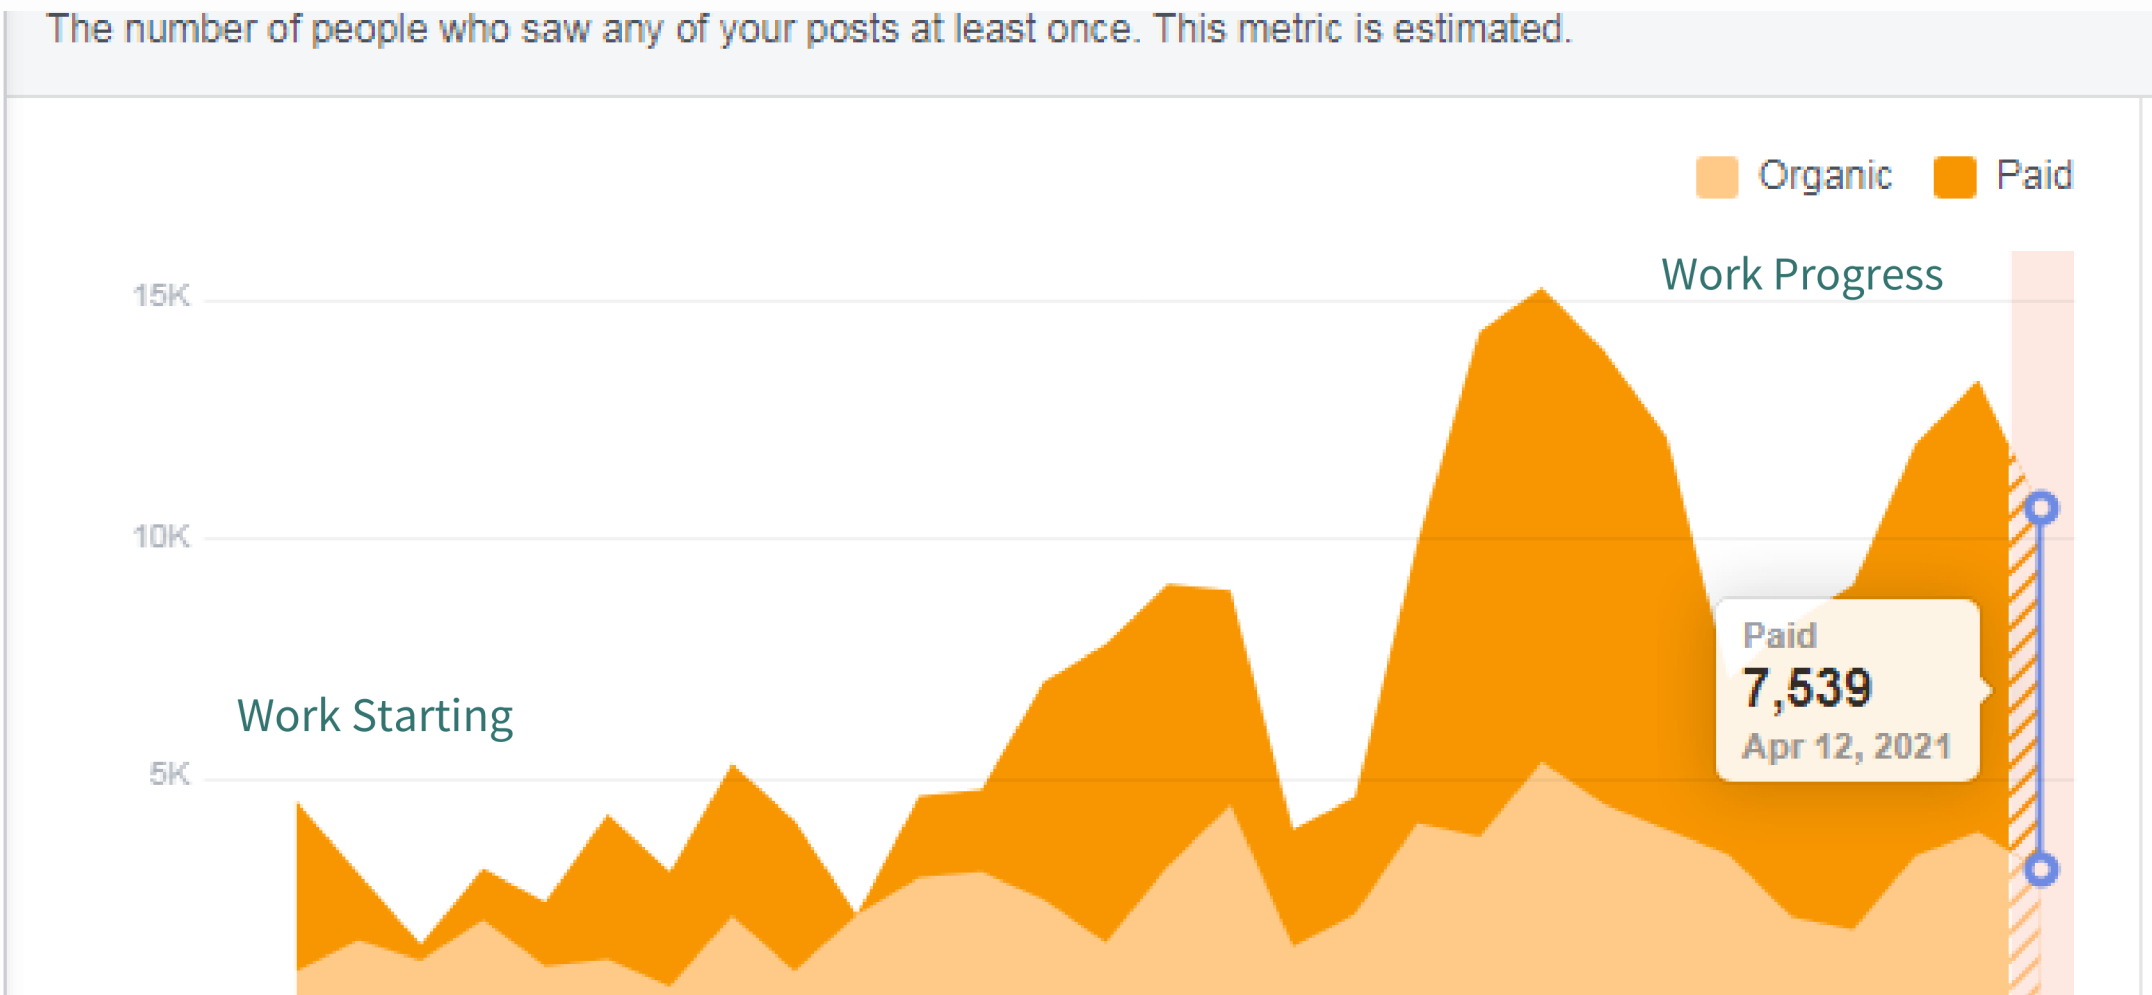 The number of people who saw any of your posts at least once. This metric is estimated.
Organic Paid
Work Progress
15K
10K
Paid
7,539
Apr 12, 2021
Work Starting
5K